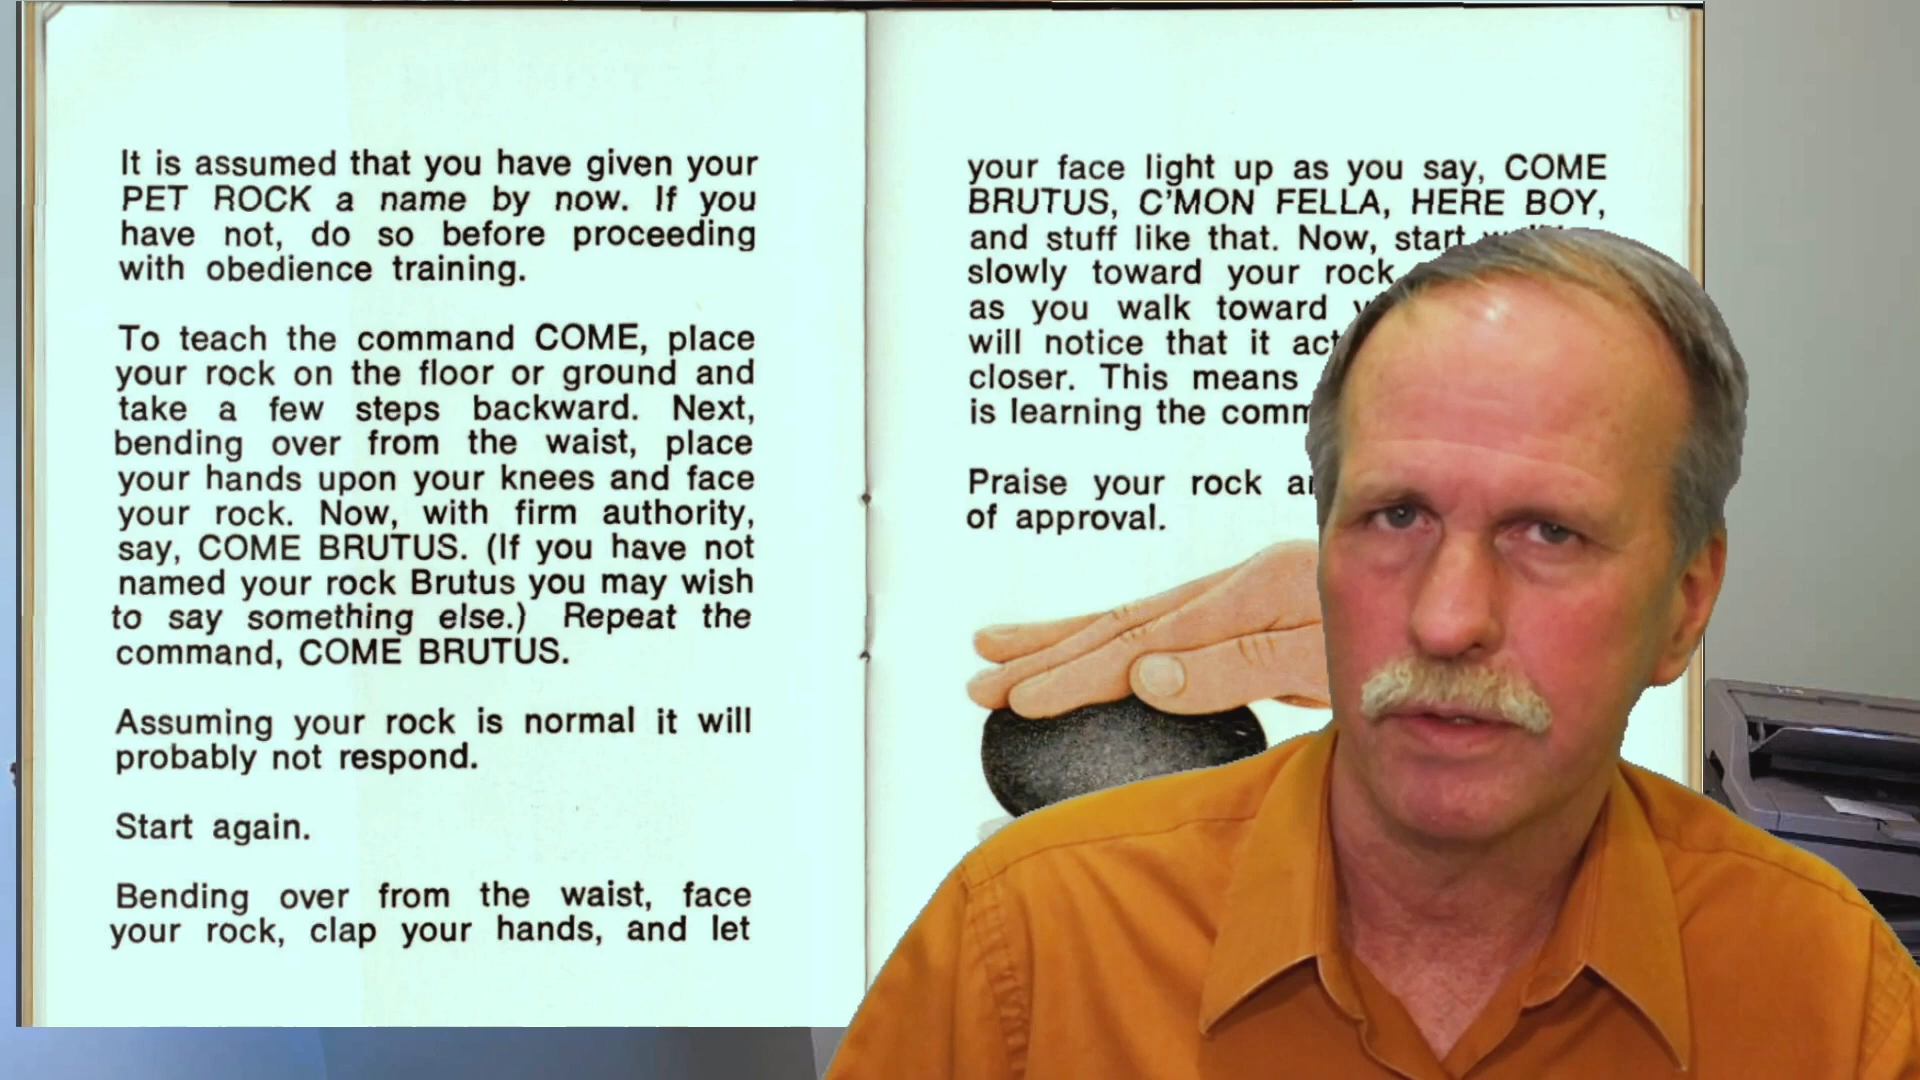 It is assumed that you have given your
PET ROCK a name by now. If you
have not, do so before proceeding
with obedience training.
To teach the command COME, place
your rock on the floor or ground and
take a few steps backward. Next,
bending over from the waist, place
your hands upon your knees and face
your rock. Now, with firm authority,
say, COME BRUTUS. (If you have not
named your rock Brutus you may wish
to say something else.) Repeat the
command, COME BRUTUS.
Assuming your rock is normal it will
probably not respond.
Start again.
Bending over from the waist, face
your rock, clap your hands, and let
your face light up as you say, COME
BRUTUS, C'MON FELLA, HERE BOY,
and stuff like that. Now, start
slowly toward your rock
as you walk toward
will notice that it
closer. This means
is learning the
Praise your rock
of approval.